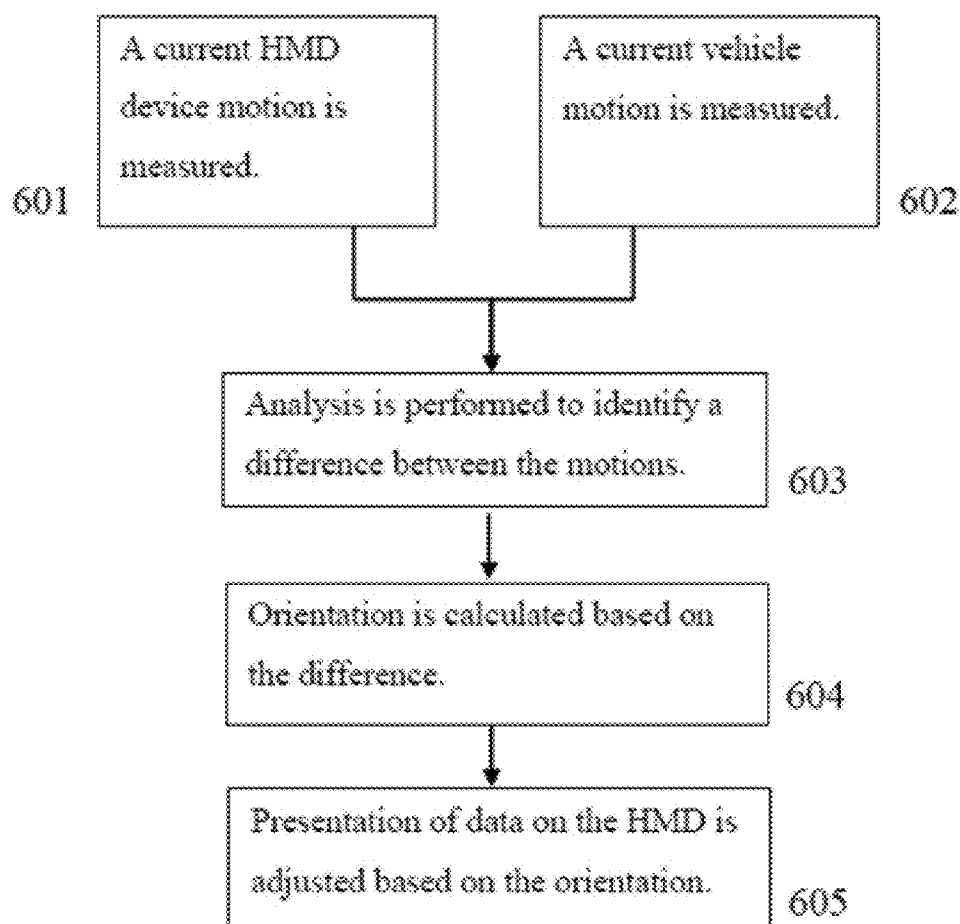 A current HMD
device motion is
measured.
601
A current vehicle
motion is measured.
602
Analysis is performed to identify a
difference between the motions.
603
Orientation is calculated based on
the difference.
604
Presentation of data on the HMD is
adjusted based on the orientation.
605